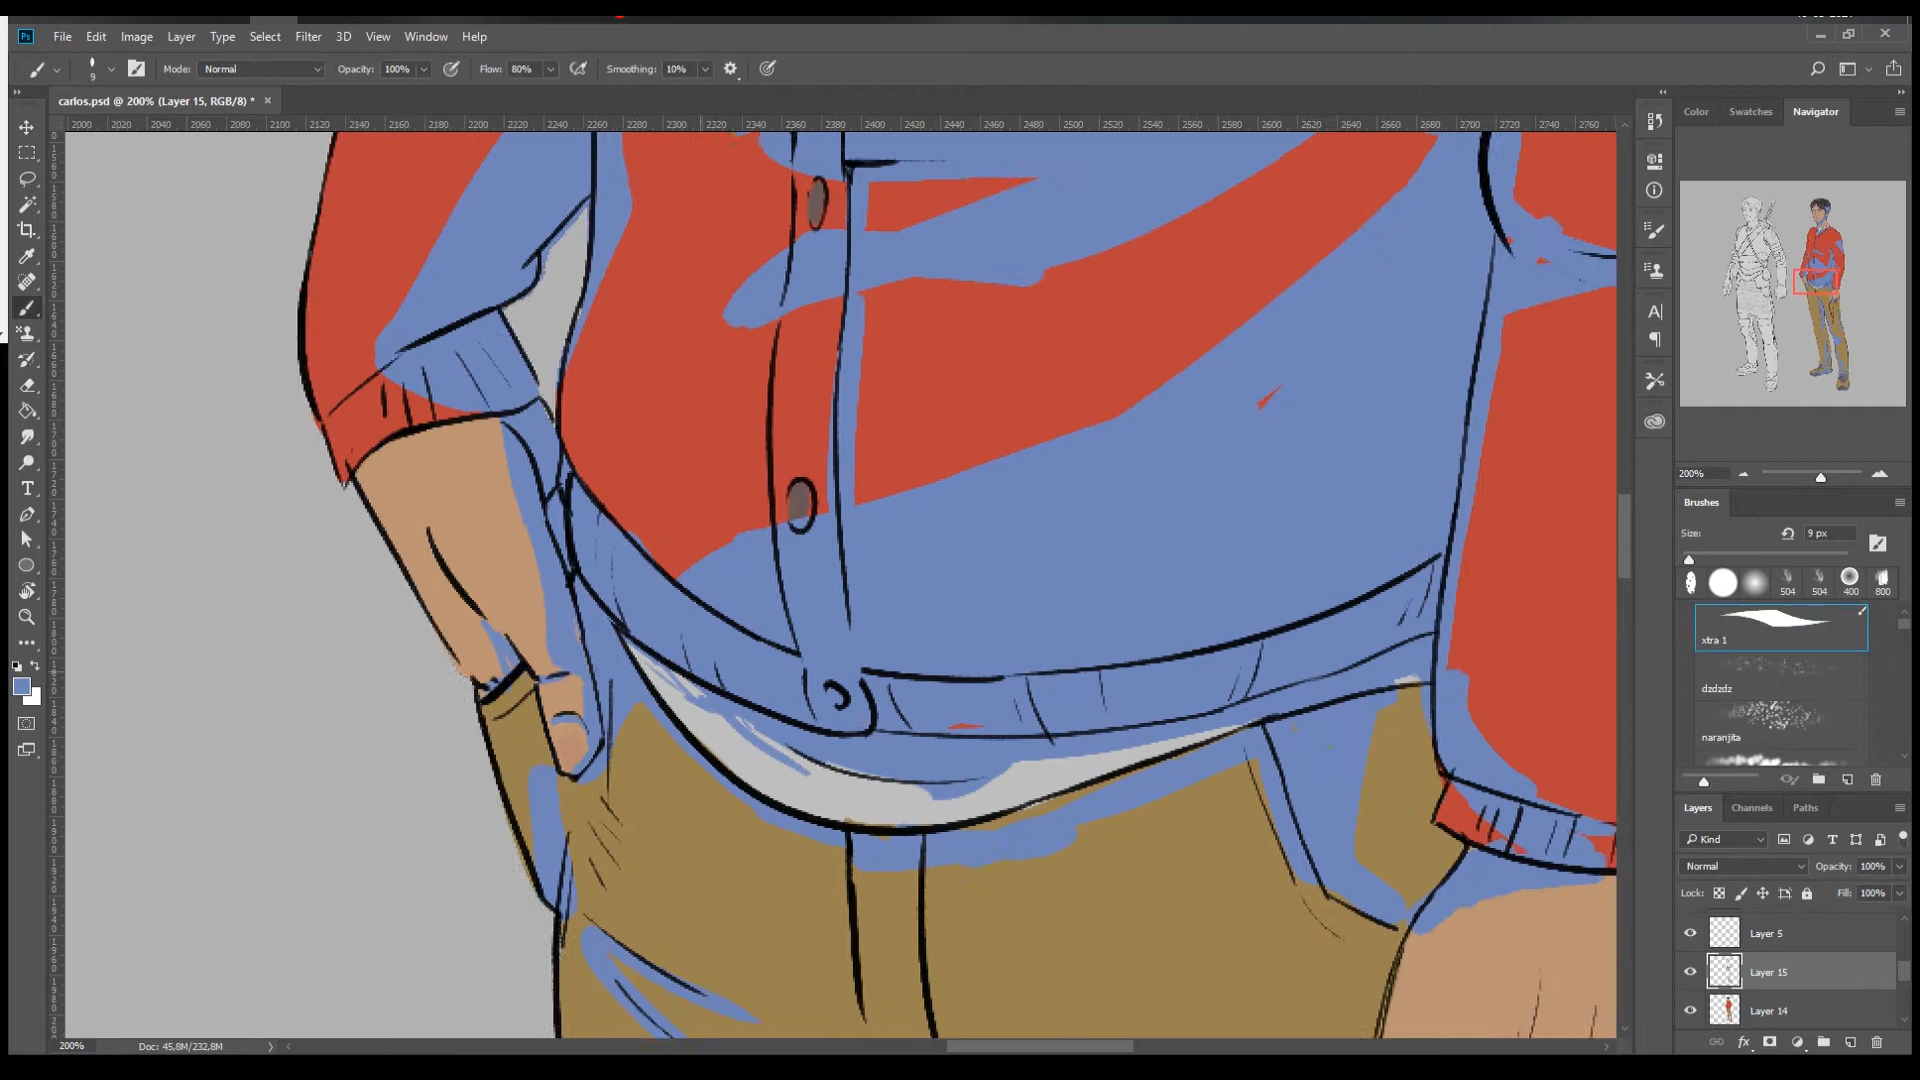 Ps File Edit Image Layer Type Select Filter 3D View Window Help
9 Mode: Normal Opacity: 100% Flow: 80% Smoothing: 10%
carlos.psd @ 200% (Layer 15, RGB/8) * ×
Color Swatches Navigator
2000 2020 2040 2060 2080 2100 2120 2140 2160 2180 2200 2220 2240 2260 2280 2300 2320 2340 2360 2380 2400 2420 2440 2460 2480 2500 2520 2540 2560 2580 2600 2620 2640 2660 2680 2700 2720 2740 2760
200%
Brushes
Size: 9 px
504 504 400 800
xtra 1
dzdzdz
naranjita
Layers Channels Paths
Kind
Normal Opacity: 100%
Lock: Fill: 100%
Layer 5
Layer 15
Layer 14
fx
200% Doc: 45,8M/232,8M